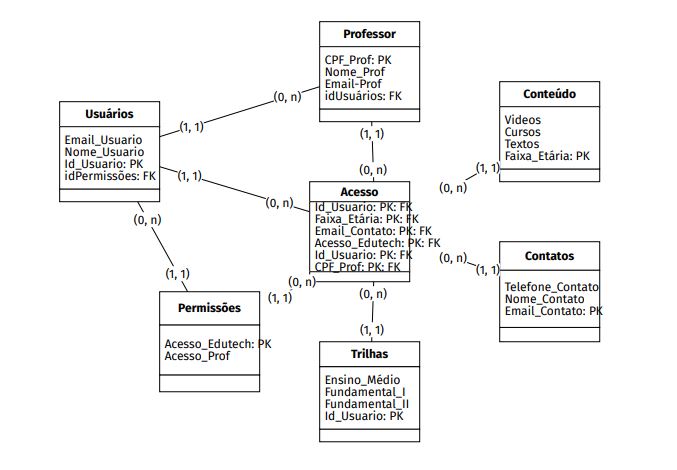 Professor
CPF_Prof: PK
Nome_Prof
Email-Prof
idUsuários: FK
(0, n)
(1, 1)
(1, 1)
Usuários
Email_Usuario
Nome_Usuario
Id_Usuario: PK
idPermissões: FK
Conteúdo
Videos
Cursos
Textos
Faixa_Etária: PK
(1, 1)
(0, n)
(0, n)
(1, 1)
(0, n)
Acesso
Id_Usuario: PK: FK
Faixa_Etária: PK: FK
Email_Contato: PK: FK
Acesso_Edutech: PK: FK
Id_Usuario: PK: FK
CPF_Prof: PK: FK
(0, n)
(0, n)
(1, 1)
Contatos
Telefone_Contato
Nome_Contato
Email_Contato: PK
(1, 1)
(0, n)
(1, 1)
Permissões
Acesso_Edutech: PK
Acesso_Prof
(0, n)
(1, 1)
Trilhas
Ensino_Médio
Fundamental_I
Fundamental_II
Id_Usuario: PK